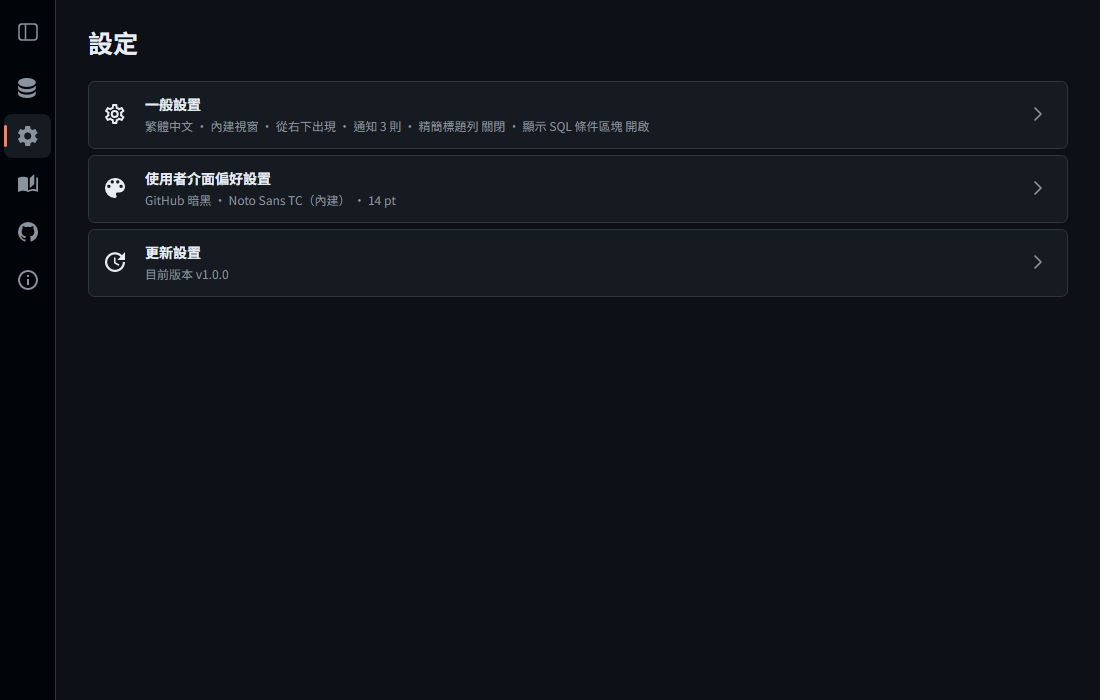 設定
一般設置
繁體中文 • 內建視窗 • 從右下出現 • 通知 3 則 • 精簡標題列 關閉 • 顯示 SQL 條件區塊 開啟
使用者介面偏好設置
GitHub 暗黑 • Noto Sans TC（內建） • 14 pt
更新設置
目前版本 v1.0.0